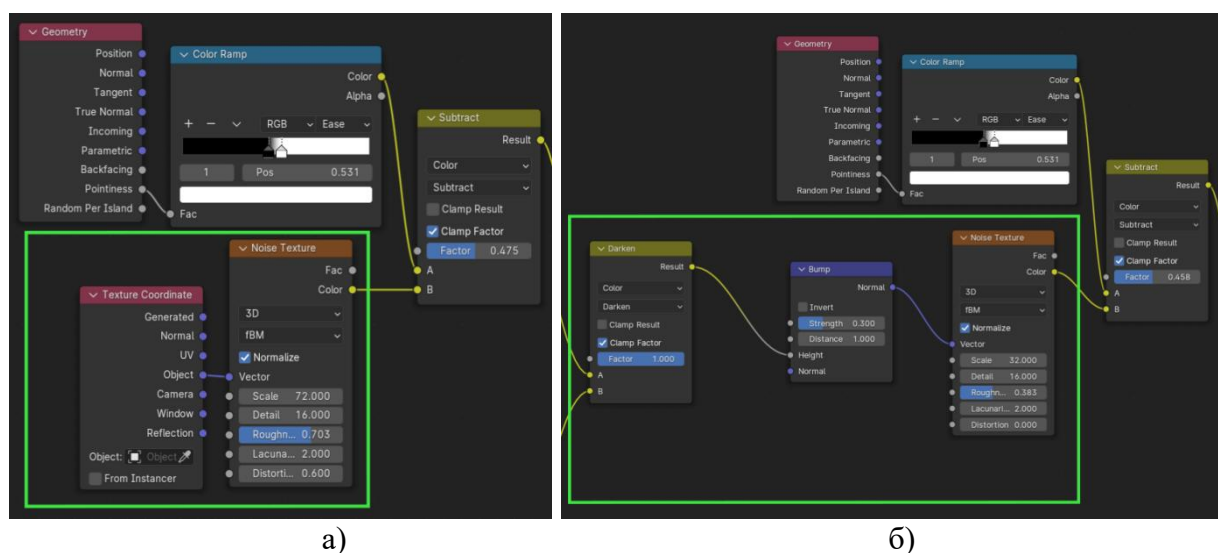 Geometry
Position
Normal
Tangent
True Normal
Incoming
Parametric
Backfacing
Pointiness
Random Per Island
Color Ramp
Color
Alpha
+ − RGB Ease
1 Pos 0.531
Fac
Subtract
Result
Color
Subtract
Clamp Result
Clamp Factor
Factor 0.475
A
B
Texture Coordinate
Generated
Normal
UV
Object
Camera
Window
Reflection
Object: Object
From Instancer
Noise Texture
Fac
Color
3D
fBM
Normalize
Vector
Scale 72.000
Detail 16.000
Roughn... 0.703
Lacuna... 2.000
Distorti... 0.600
а)
Geometry
Position
Normal
Tangent
True Normal
Incoming
Parametric
Backfacing
Pointiness
Random Per Island
Color Ramp
Color
Alpha
+ − RGB Ease
1 Pos 0.531
Fac
Subtract
Result
Color
Subtract
Clamp Result
Clamp Factor
Factor 0.458
A
B
Darken
Result
Color
Darken
Clamp Result
Clamp Factor
Factor 1.000
A
B
Bump
Normal
Invert
Strength 0.300
Distance 1.000
Height
Normal
Noise Texture
Fac
Color
3D
fBM
Normalize
Vector
Scale 32.000
Detail 16.000
Roughn... 0.383
Lacunari... 2.000
Distortion 0.000
б)